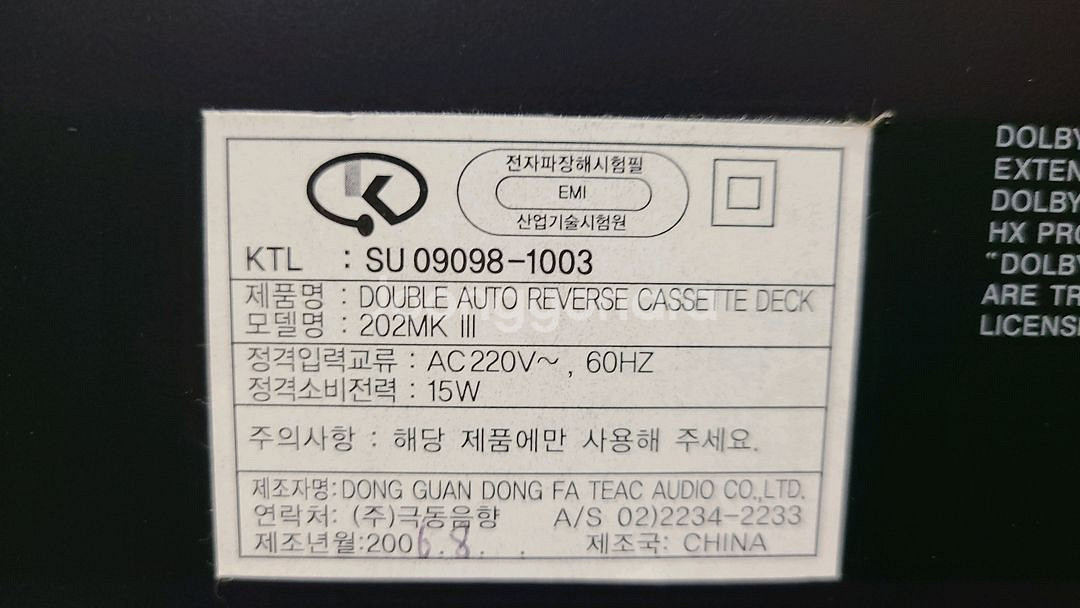 전자파장해시험필
EMI
산업기술시험원
KTL : SU 09098-1003
제품명 : DOUBLE AUTO REVERSE CASSETTE DECK
모델명 : 202MK III
정격입력교류 : AC 220V~, 60HZ
정격소비전력 : 15W
주의사항 : 해당 제품에만 사용해 주세요.
제조자명:DONG GUAN DONG FA TEAC AUDIO CO.,LTD.
연락처: (주)극동음향 A/S 02)2234-2233
제조년월:2006.8. . 제조국: CHINA
DOLBY
EXTEN
DOLBY
HX PRO
"DOLBY
ARE TR
LICENS